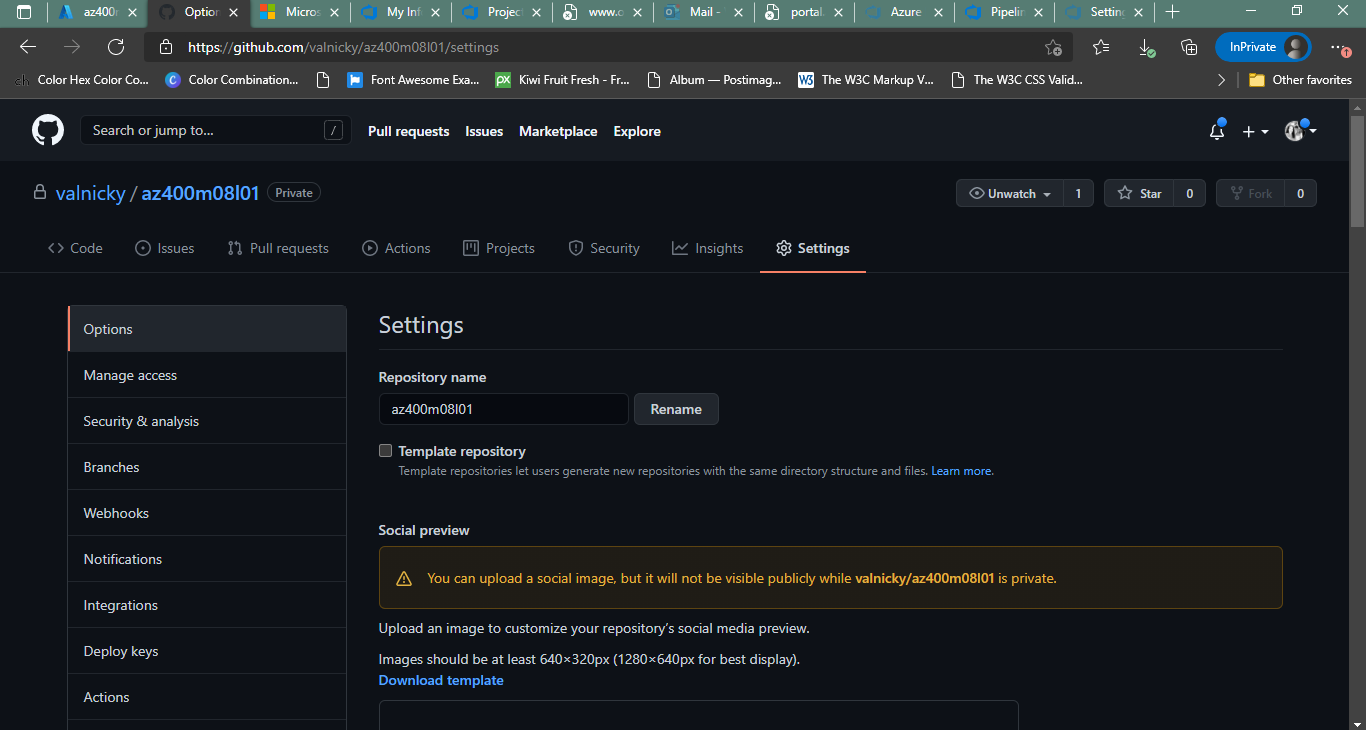 az400 Option Micros My Inf Project www.o Mail - portal. Azure Pipelin Setting
https://github.com/valnicky/az400m08l01/settings InPrivate
Color Hex Color Co... Color Combination... Font Awesome Exa... Kiwi Fruit Fresh - Fr... Album — Postimag... The W3C Markup V... The W3C CSS Valid... Other favorites
Search or jump to... / Pull requests Issues Marketplace Explore
valnicky / az400m08l01 Private Unwatch 1 Star 0 Fork 0
Code Issues Pull requests Actions Projects Security Insights Settings
Options
Manage access
Security & analysis
Branches
Webhooks
Notifications
Integrations
Deploy keys
Actions
Settings
Repository name
az400m08l01 Rename
Template repository
Template repositories let users generate new repositories with the same directory structure and files. Learn more.
Social preview
You can upload a social image, but it will not be visible publicly while valnicky/az400m08l01 is private.
Upload an image to customize your repository's social media preview.
Images should be at least 640×320px (1280×640px for best display).
Download template